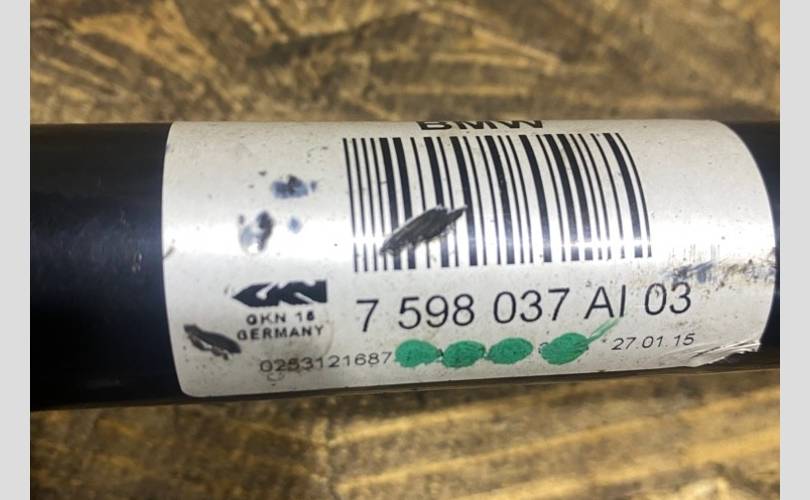 BMW
GKN
GKN 16
GERMANY
7 598 037 AI 03
0253121687
27.01.15